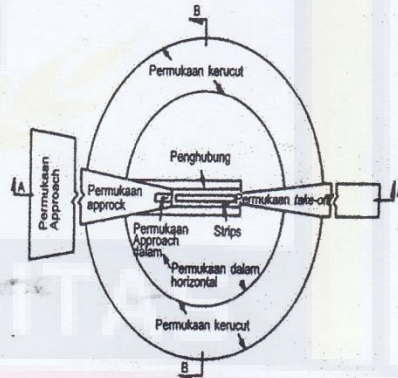 B
Permukaan kerucut
Penghubung
A
Permukaan
Approach
Permukaan
approck
Permukaan take-off
A
Permukaan
Approach
dalam
Strips
Permukaan dalam
horizontal
Permukaan kerucut
B
ITAS